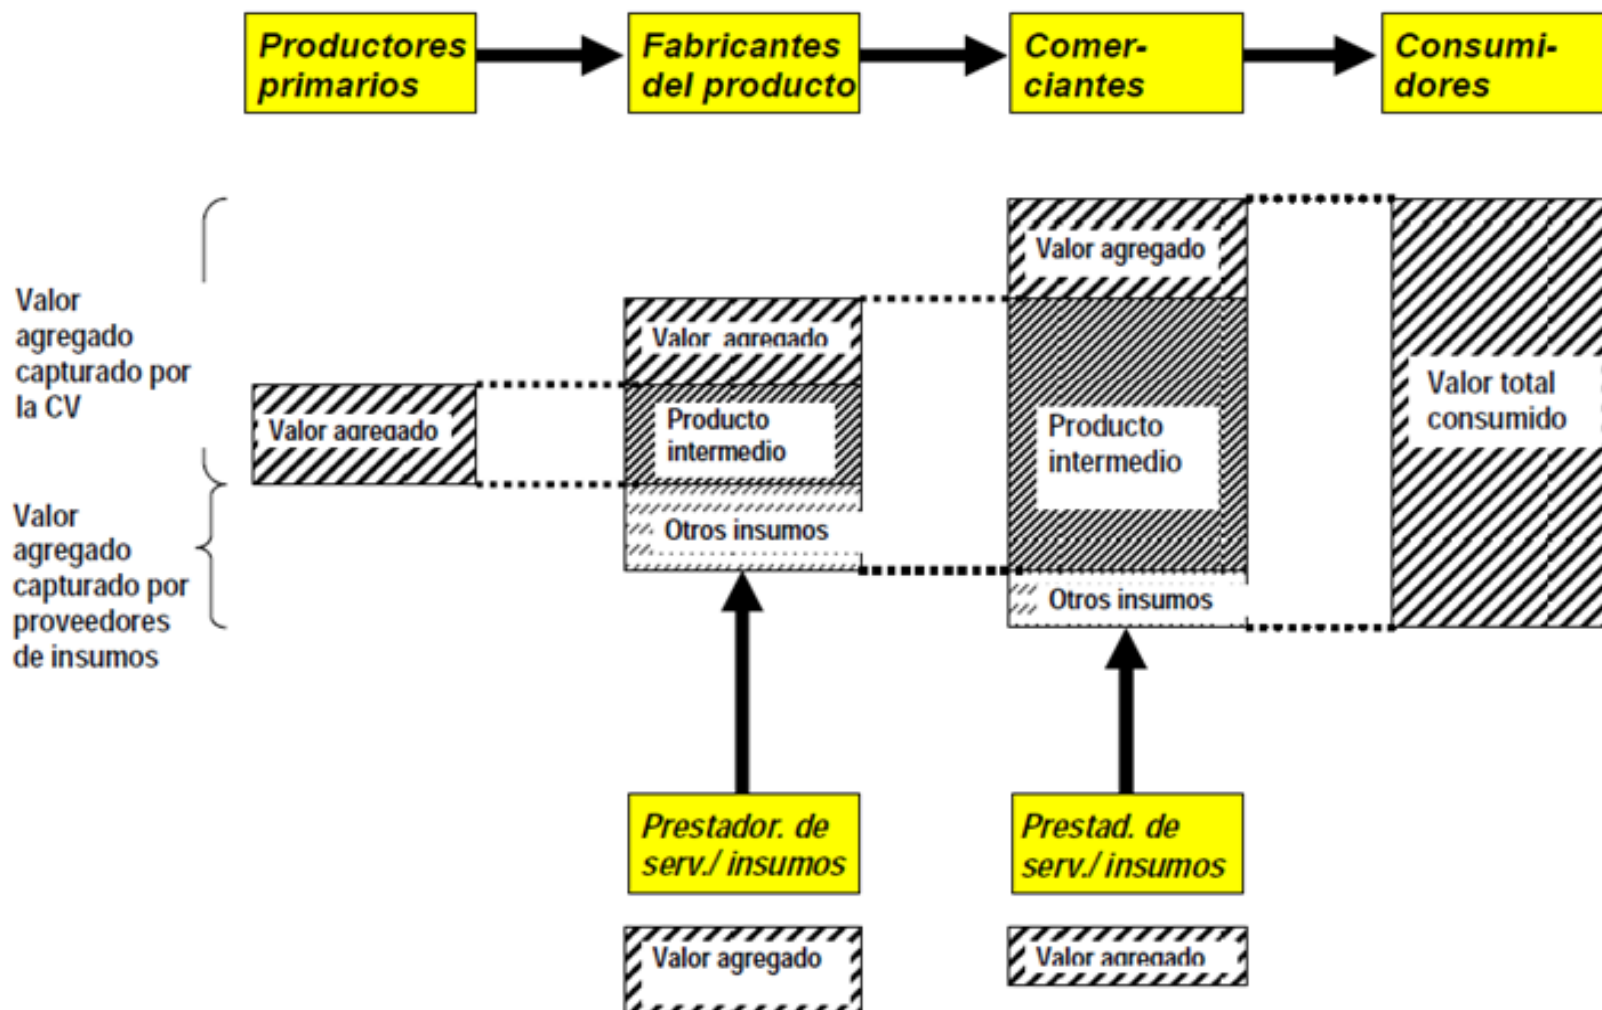 Productores
primarios
Fabricantes
del producto
Comer-
ciantes
Consumi-
dores
Valor
agregado
capturado por
la CV
Valor
agregado
capturado por
proveedores
de insumos
Valor agregado
Valor agregado
Producto
intermedio
Otros insumos
Valor agregado
Producto
intermedio
Otros insumos
Valor total
consumido
Prestador. de
serv./ insumos
Valor agregado
Prestad. de
serv./ insumos
Valor agregado